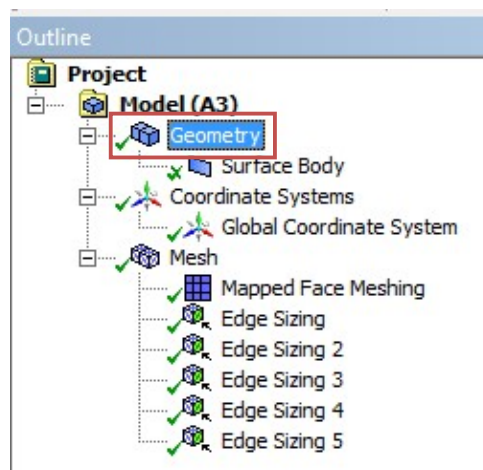 Outline
Project
Model (A3)
Geometry
Surface Body
Coordinate Systems
Global Coordinate System
Mesh
Mapped Face Meshing
Edge Sizing
Edge Sizing 2
Edge Sizing 3
Edge Sizing 4
Edge Sizing 5